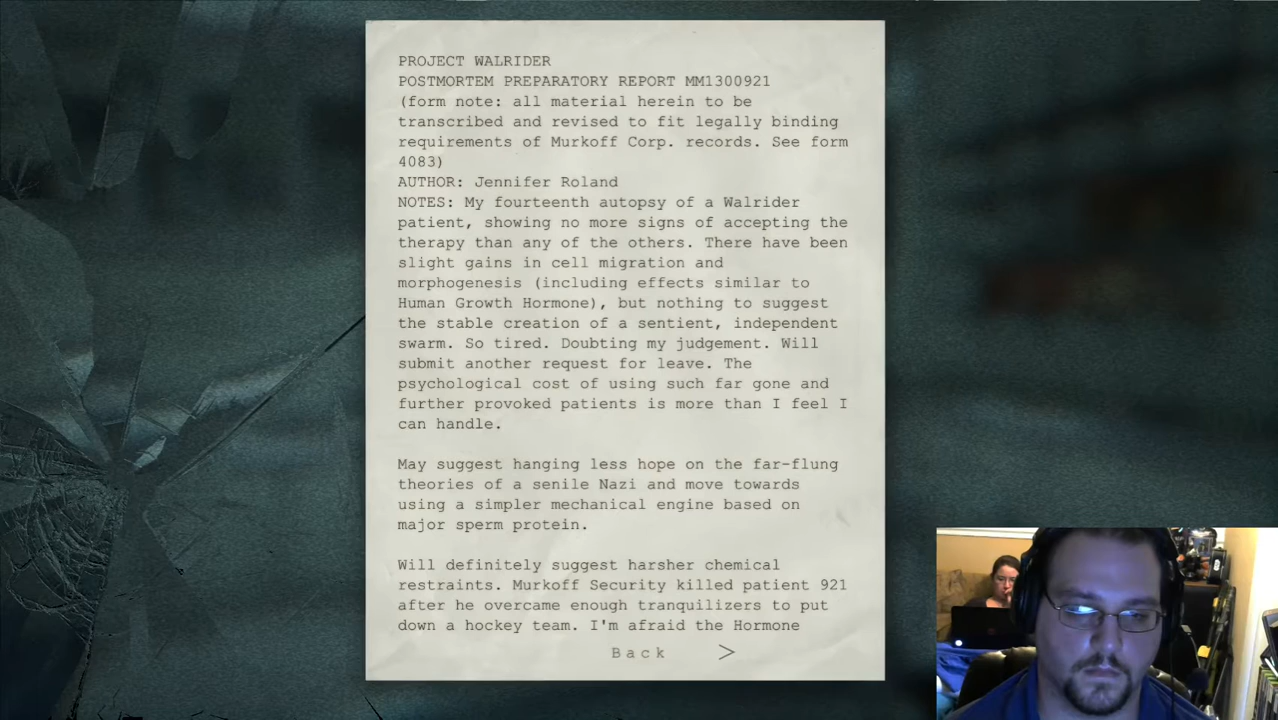 PROJECT WALRIDER
POSTMORTEM PREPARATORY REPORT MM1300921
(form note: all material herein to be
transcribed and revised to fit legally binding
requirements of Murkoff Corp. records. See form
4083)
AUTHOR: Jennifer Roland
NOTES: My fourteenth autopsy of a Walrider
patient, showing no more signs of accepting the
therapy than any of the others. There have been
slight gains in cell migration and
morphogenesis (including effects similar to
Human Growth Hormone), but nothing to suggest
the stable creation of a sentient, independent
swarm. So tired. Doubting my judgement. Will
submit another request for leave. The
psychological cost of using such far gone and
further provoked patients is more than I feel I
can handle.
May suggest hanging less hope on the far-flung
theories of a senile Nazi and move towards
using a simpler mechanical engine based on
major sperm protein.
Will definitely suggest harsher chemical
restraints. Murkoff Security killed patient 921
after he overcame enough tranquilizers to put
down a hockey team. I'm afraid the Hormone
Back >